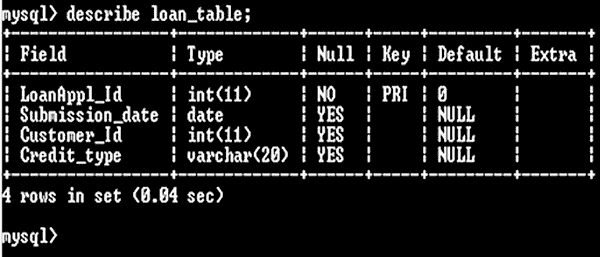 mysql> describe loan_table;
+-----------------+-------------+------+-----+---------+-------+
| Field           | Type        | Null | Key | Default | Extra |
+-----------------+-------------+------+-----+---------+-------+
| LoanAppl_Id     | int(11)     | NO   | PRI | 0       |       |
| Submission_date | date        | YES  |     | NULL    |       |
| Customer_Id     | int(11)     | YES  |     | NULL    |       |
| Credit_type     | varchar(20) | YES  |     | NULL    |       |
+-----------------+-------------+------+-----+---------+-------+
4 rows in set (0.04 sec)
mysql>